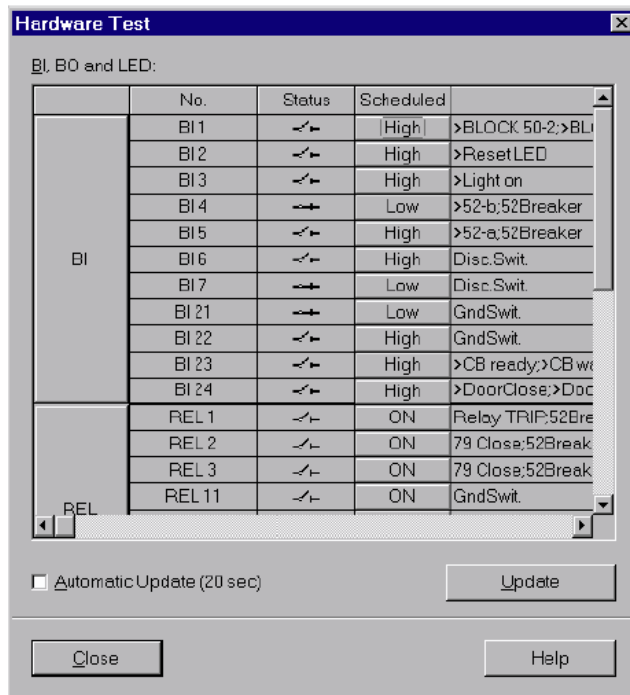 Hardware Test
BI, BO and LED:
No. Status Scheduled
BI 1 High >BLOCK 50-2;>BL
BI 2 High >Reset LED
BI 3 High >Light on
BI 4 Low >52-b;52Breaker
BI 5 High >52-a;52Breaker
BI BI 6 High Disc.Swit.
BI 7 Low Disc.Swit.
BI 21 Low GndSwit.
BI 22 High GndSwit.
BI 23 High >CB ready;>CB wa
BI 24 High >DoorClose;>Doo
REL 1 ON Relay TRIP;52Bre
REL 2 ON 79 Close;52Break
REL 3 ON 79 Close;52Break
REL REL 11 ON GndSwit.
Automatic Update (20 sec) Update
Close Help